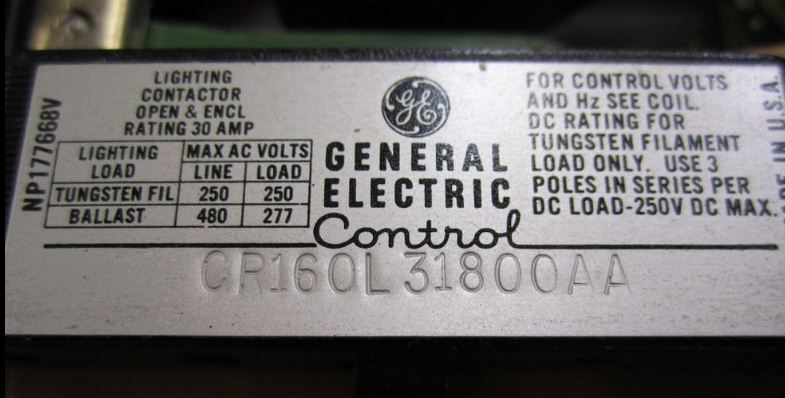 NP177668V
LIGHTING
CONTACTOR
OPEN & ENCL
RATING 30 AMP
LIGHTING LOAD MAX AC VOLTS
LINE LOAD
TUNGSTEN FIL 250 250
BALLAST 480 277
GE
GENERAL
ELECTRIC
Control
FOR CONTROL VOLTS
AND Hz SEE COIL.
DC RATING FOR
TUNGSTEN FILAMENT
LOAD ONLY. USE 3
POLES IN SERIES PER
DC LOAD-250V DC MAX.
MADE IN U.S.A.
CR160L31800AA